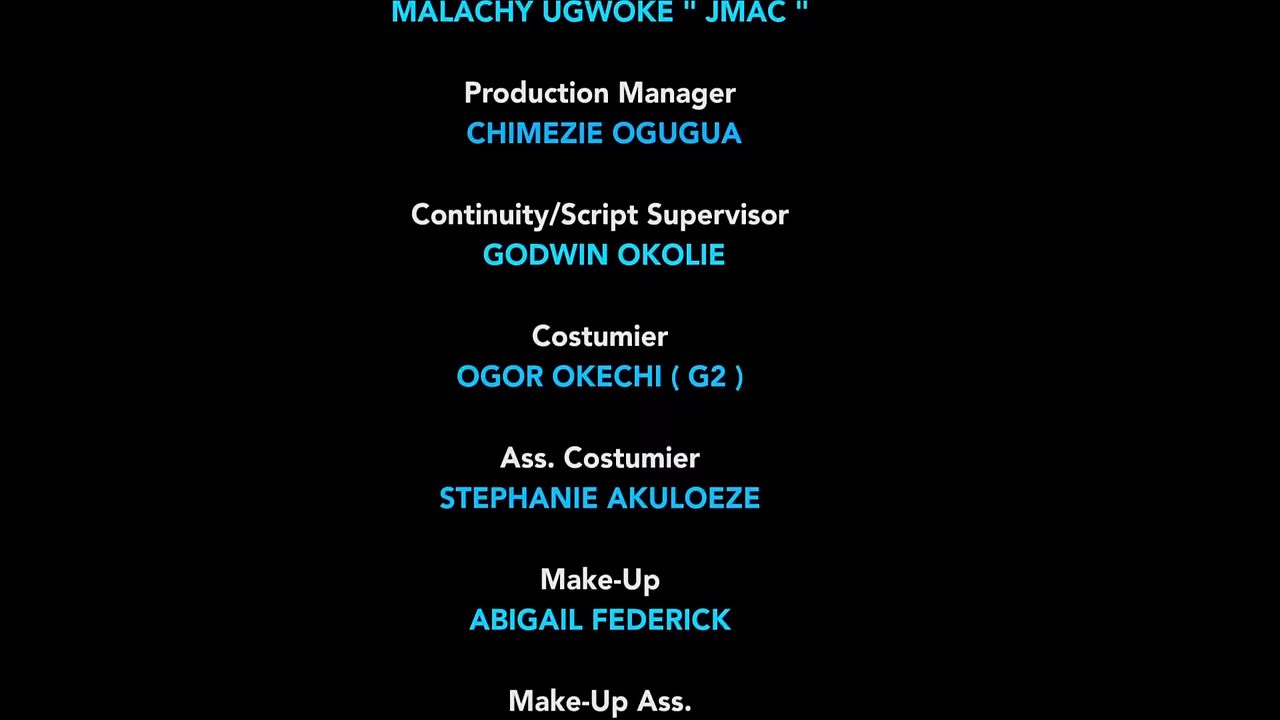 MALACHY UGWOKE " JMAC "
Production Manager
CHIMEZIE OGUGUA
Continuity/Script Supervisor
GODWIN OKOLIE
Costumier
OGOR OKECHI ( G2 )
Ass. Costumier
STEPHANIE AKULOEZE
Make-Up
ABIGAIL FEDERICK
Make-Up Ass.